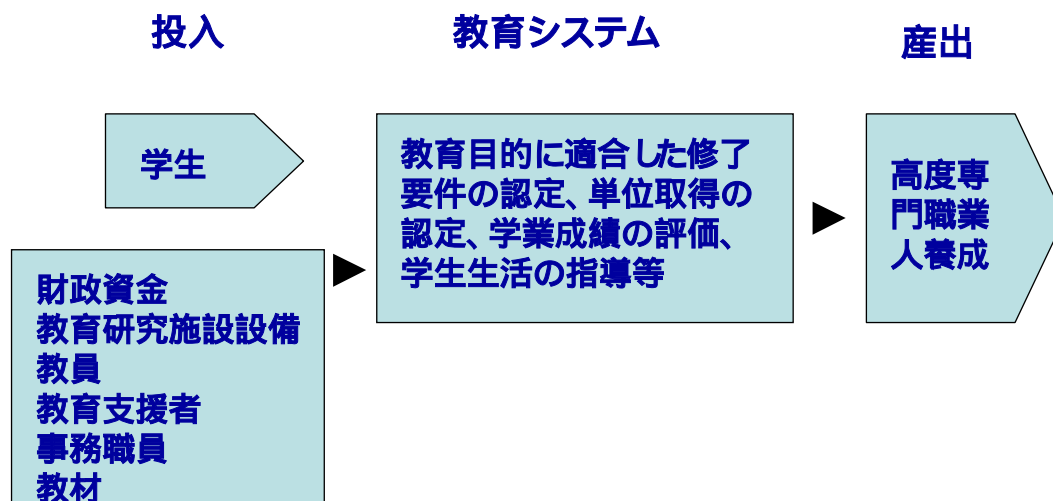 投入
教育システム
産出
学生
教育目的に適合した修了
要件の認定、単位取得の
認定、学業成績の評価、
学生生活の指導等
高度専
門職業
人養成
財政資金
教育研究施設設備
教員
教育支援者
事務職員
教材